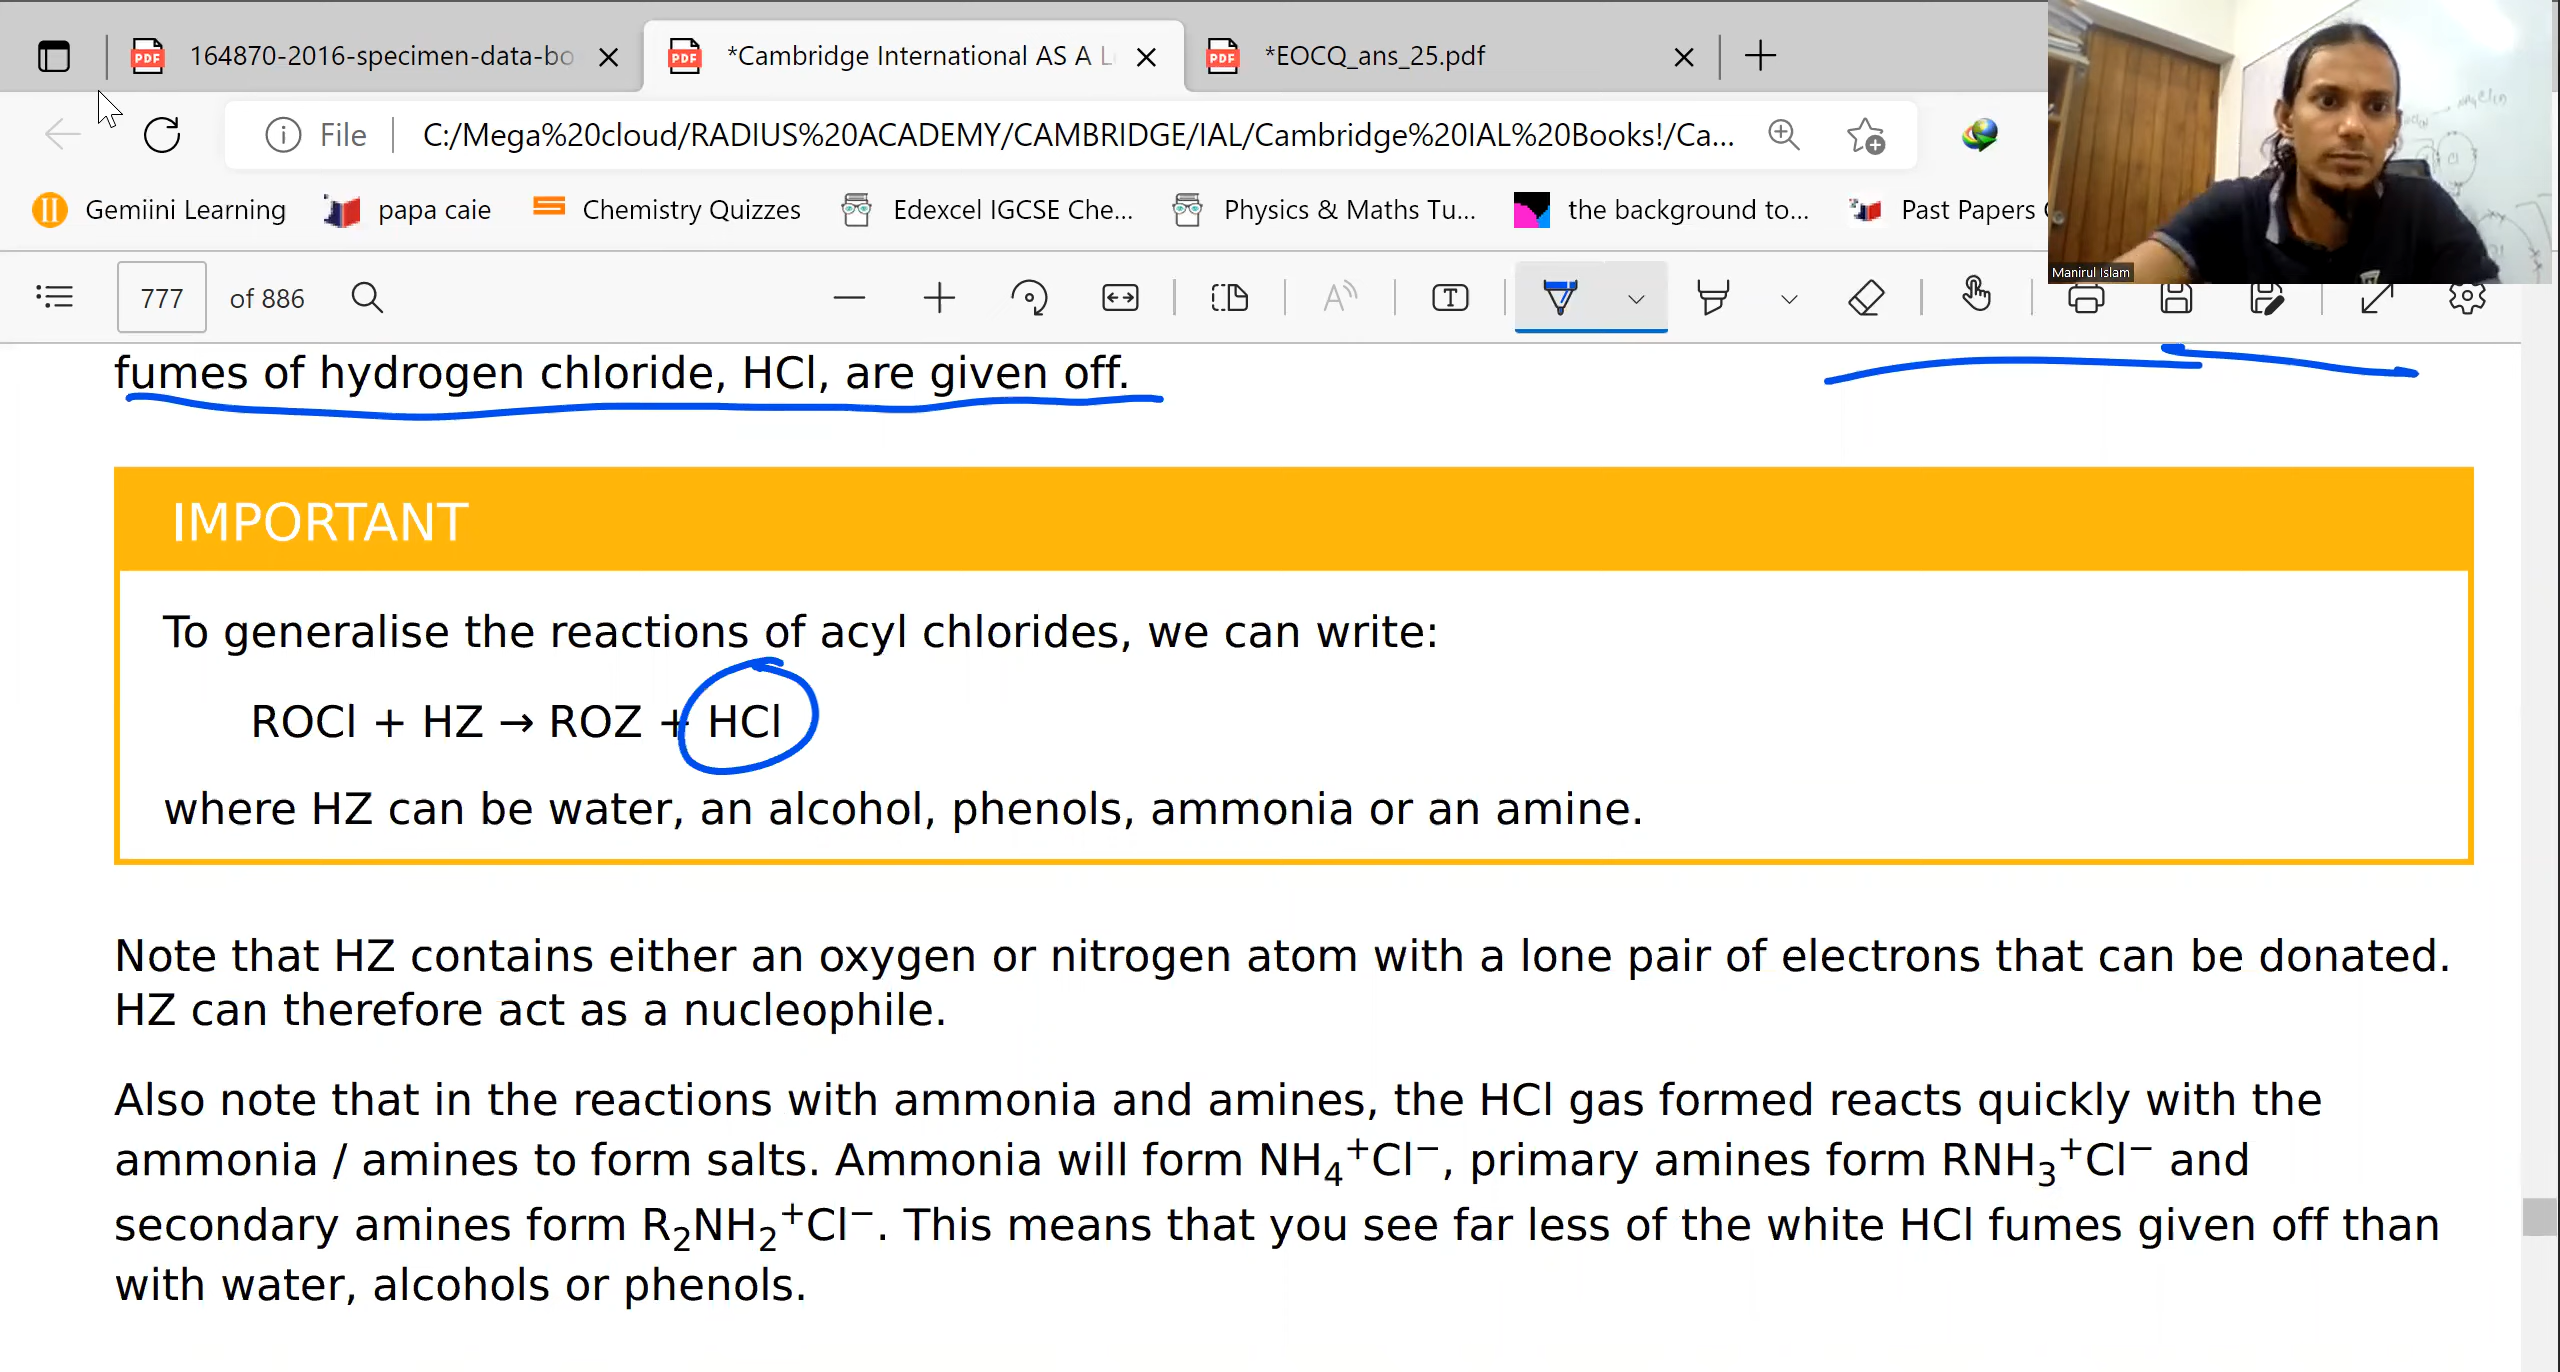 164870-2016-specimen-data-bo
*Cambridge International AS A L
*EOCQ_ans_25.pdf
File
C:/Mega%20cloud/RADIUS%20ACADEMY/CAMBRIDGE/IAL/Cambridge%20IAL%20Books!/Ca...
Gemiini Learning
papa caie
Chemistry Quizzes
Edexcel IGCSE Che...
Physics & Maths Tu...
the background to...
Past Papers
Manirul Islam
777 of 886
fumes of hydrogen chloride, HCl, are given off.
IMPORTANT
To generalise the reactions of acyl chlorides, we can write:
ROCl + HZ → ROZ + HCl
where HZ can be water, an alcohol, phenols, ammonia or an amine.
Note that HZ contains either an oxygen or nitrogen atom with a lone pair of electrons that can be donated.
HZ can therefore act as a nucleophile.
Also note that in the reactions with ammonia and amines, the HCl gas formed reacts quickly with the
ammonia / amines to form salts. Ammonia will form NH₄⁺Cl⁻, primary amines form RNH₃⁺Cl⁻ and
secondary amines form R₂NH₂⁺Cl⁻. This means that you see far less of the white HCl fumes given off than
with water, alcohols or phenols.